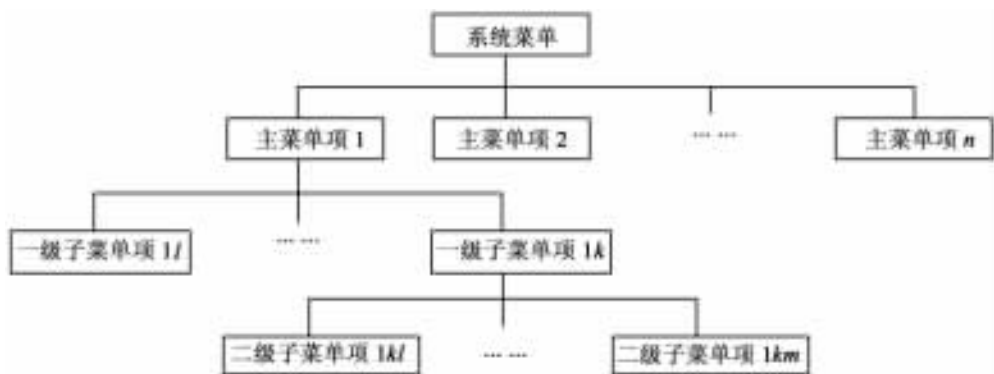 系统菜单
主菜单项 1
主菜单项 2
... ...
主菜单项 n
一级子菜单项 1l
... ...
一级子菜单项 1k
二级子菜单项 1kl
... ...
二级子菜单项 1km